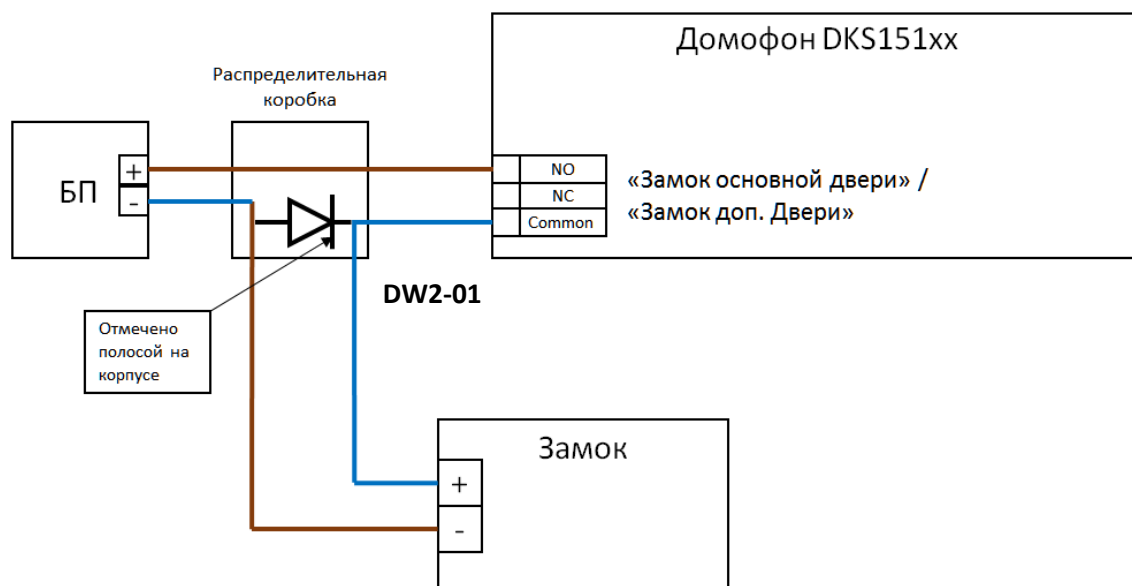 Домофон DKS151xx
Распределительная
коробка
БП
+
-
NO
NC
Common
«Замок основной двери» /
«Замок доп. Двери»
DW2-01
Отмечено
полосой на
корпусе
Замок
+
-